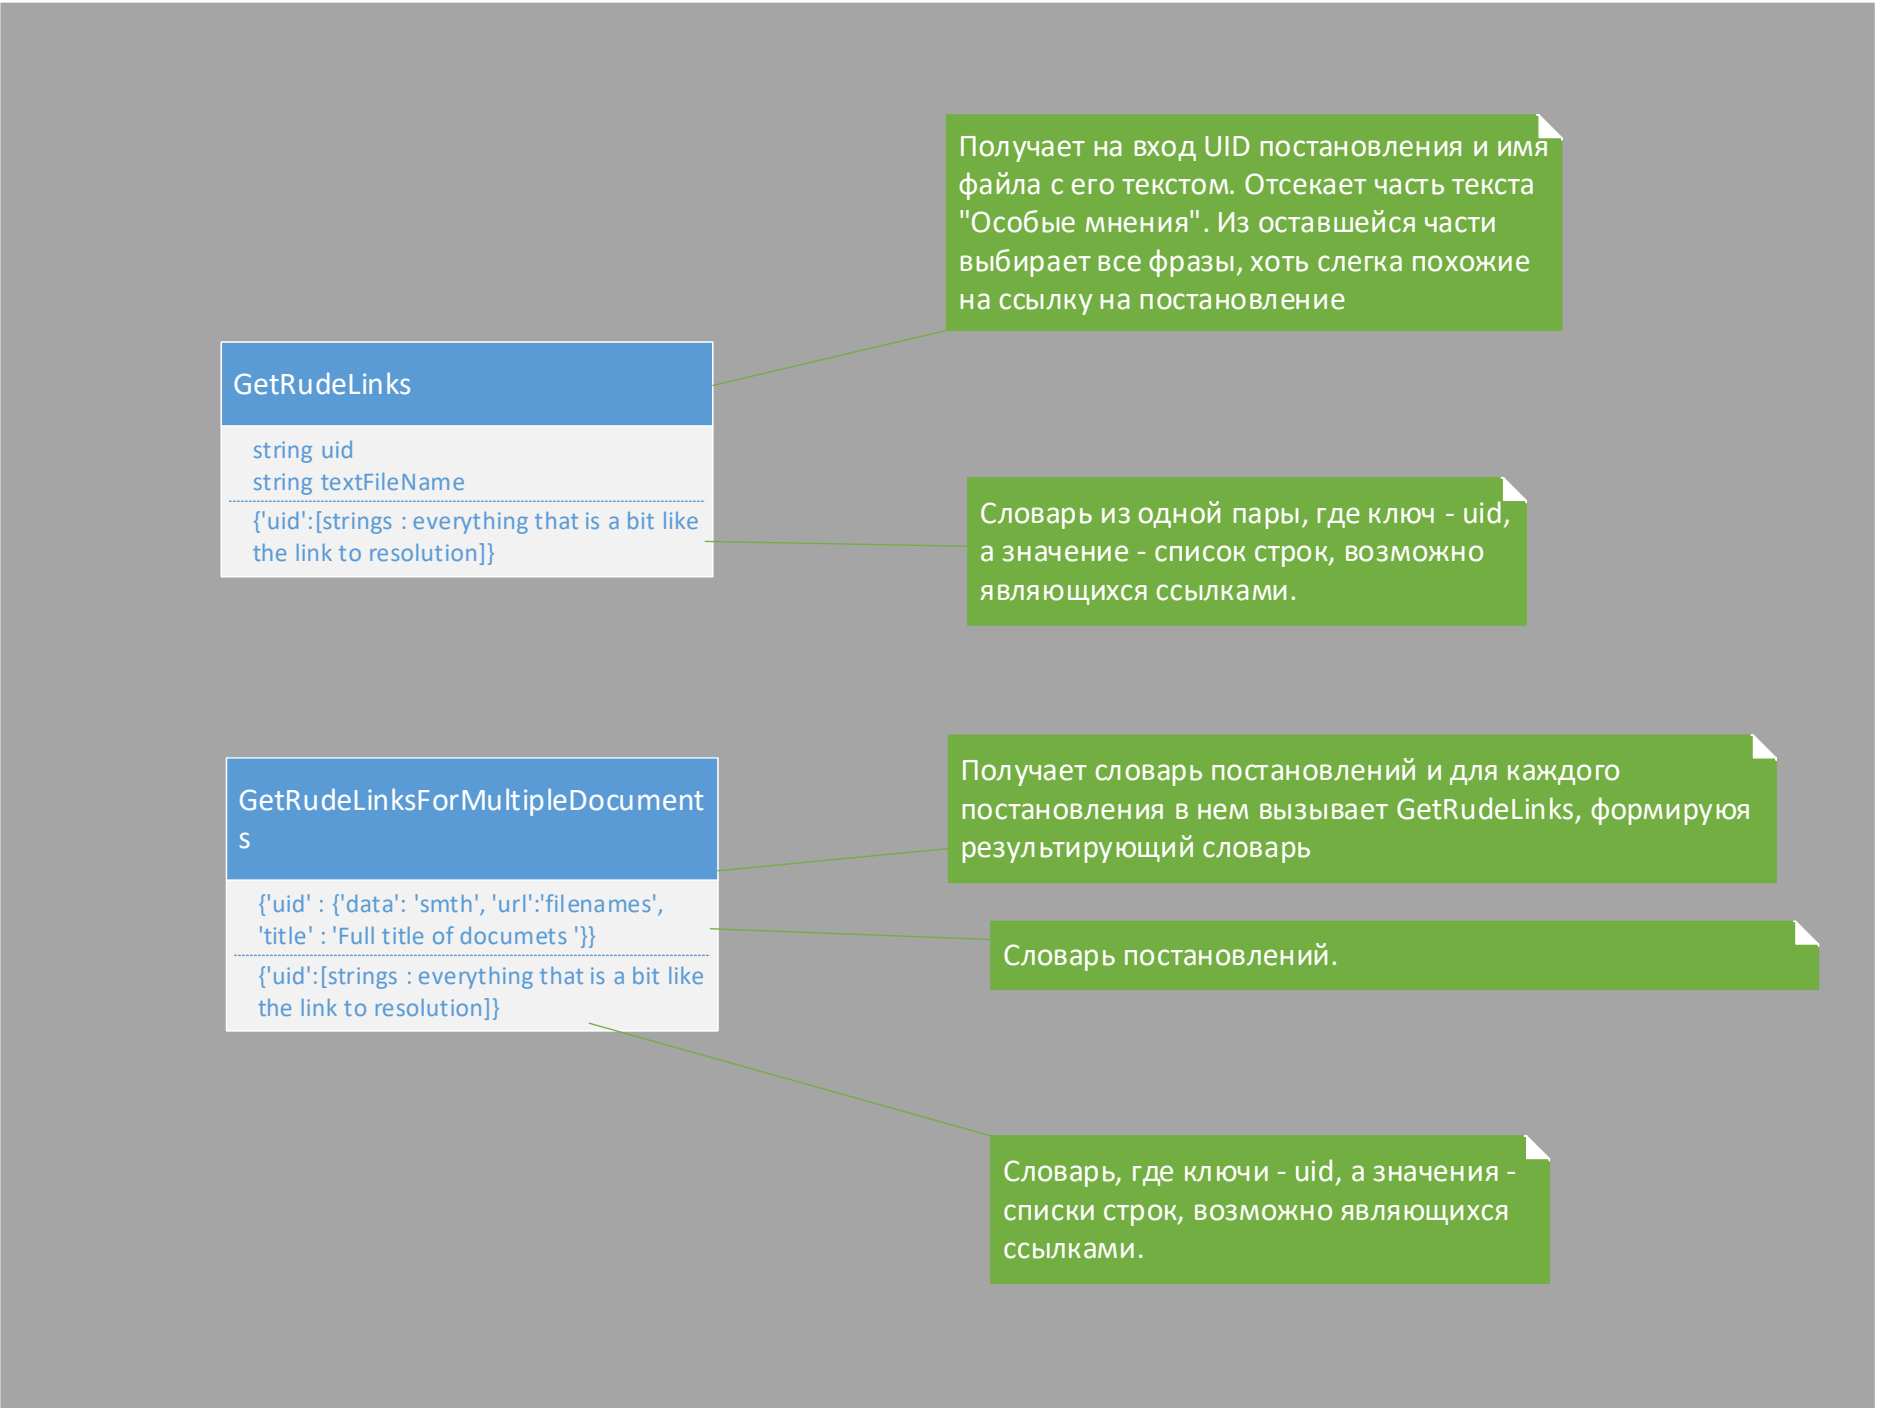 Получает на вход UID постановления и имя
файла с его текстом. Отсекает часть текста
"Особые мнения". Из оставшейся части
выбирает все фразы, хоть слегка похожие
на ссылку на постановление
GetRudeLinks
string uid
string textFileName
{'uid':[strings : everything that is a bit like
the link to resolution]}
Словарь из одной пары, где ключ - uid,
а значение - список строк, возможно
являющихся ссылками.
GetRudeLinksForMultipleDocument
s
{'uid' : {'data': 'smth', 'url':'filenames',
'title' : 'Full title of documets '}}
{'uid':[strings : everything that is a bit like
the link to resolution]}
Получает словарь постановлений и для каждого
постановления в нем вызывает GetRudeLinks, формируюя
результирующий словарь
Словарь постановлений.
Словарь, где ключи - uid, а значения -
списки строк, возможно являющихся
ссылками.